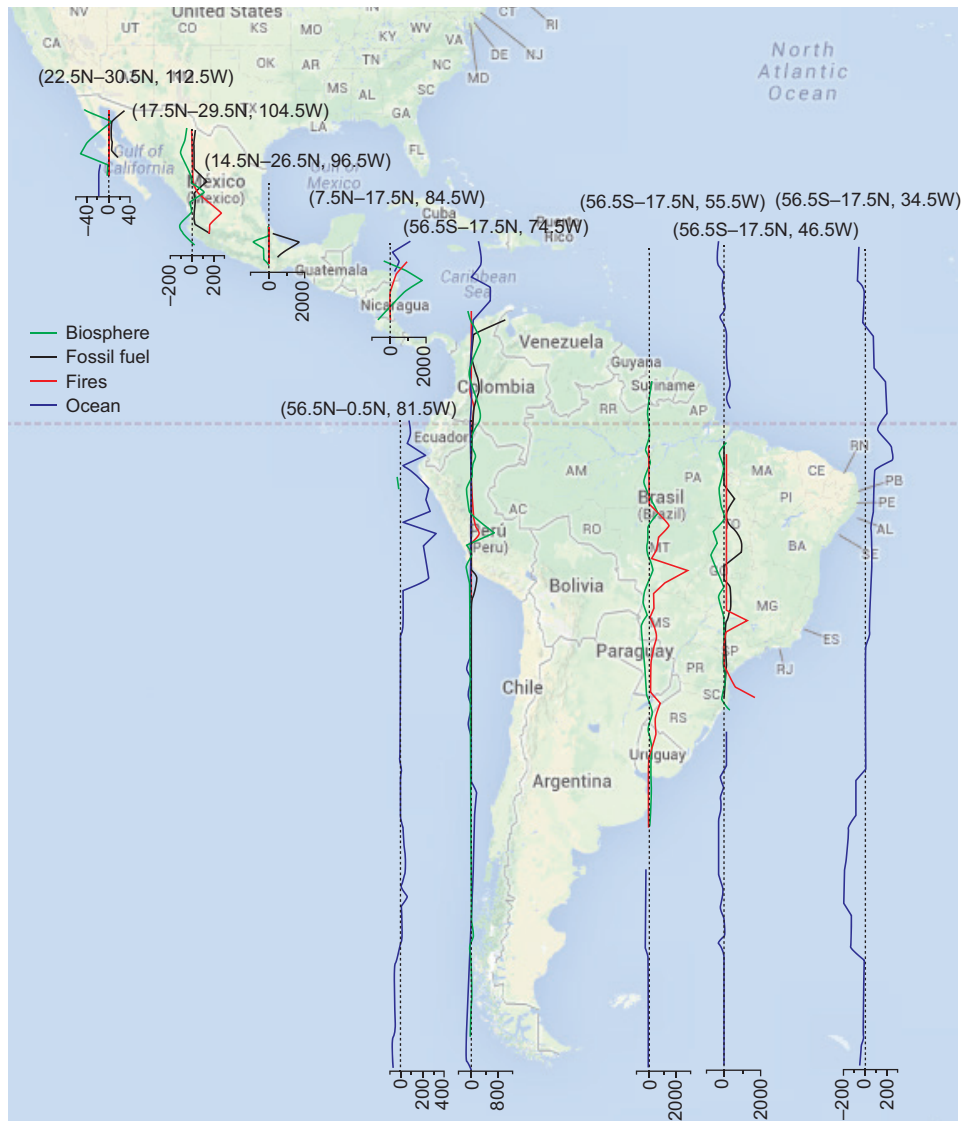 United States
NV
UT
CO
KS
MO
KY
WV
VA
CT
RI
DE
NJ
MD
CA
OK
AR
TN
NC
MS
AL
SC
GA
LA
FL
North
Atlantic
Ocean
(22.5N–30.5N, 112.5W)
(17.5N–29.5N, 104.5W)
(14.5N–26.5N, 96.5W)
(7.5N–17.5N, 84.5W)
(56.5S–17.5N, 74.5W)
(56.5S–17.5N, 55.5W)
(56.5S–17.5N, 46.5W)
(56.5S–17.5N, 34.5W)
Gulf of
California
México
(Mexico)
Gulf of
Mexico
Cuba
Puerto
Rico
Guatemala
Caribbean
Sea
Nicaragua
−40
0
40
−200
0
200
0
2000
0
2000
Biosphere
Fossil fuel
Fires
Ocean
(56.5N–0.5N, 81.5W)
Venezuela
Guyana
Suriname
Colombia
RR
AP
Ecuador
AM
PA
MA
CE
RN
PB
PE
AL
SE
PI
Brasil
(Brazil)
TO
AC
RO
Perú
(Peru)
MT
BA
GO
Bolivia
MG
MS
ES
Paraguay
SP
RJ
PR
Chile
SC
RS
Uruguay
Argentina
0
200
400
0
800
0
2000
0
2000
−200
0
200